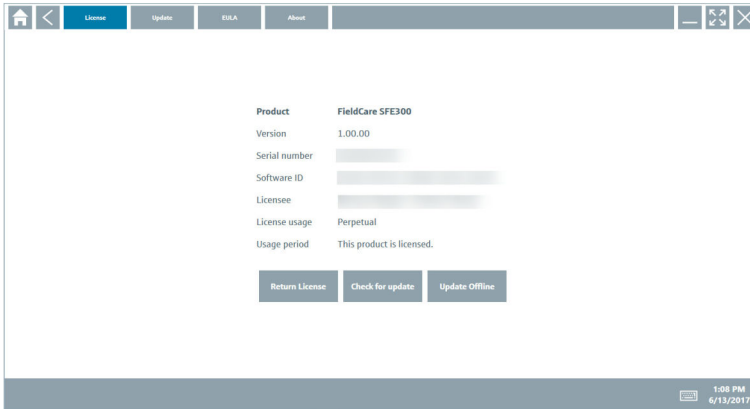 License Update EULA About
Product FieldCare SFE300
Version 1.00.00
Serial number
Software ID
Licensee
License usage Perpetual
Usage period This product is licensed.
Return License Check for update Update Offline
1:08 PM
6/13/2017